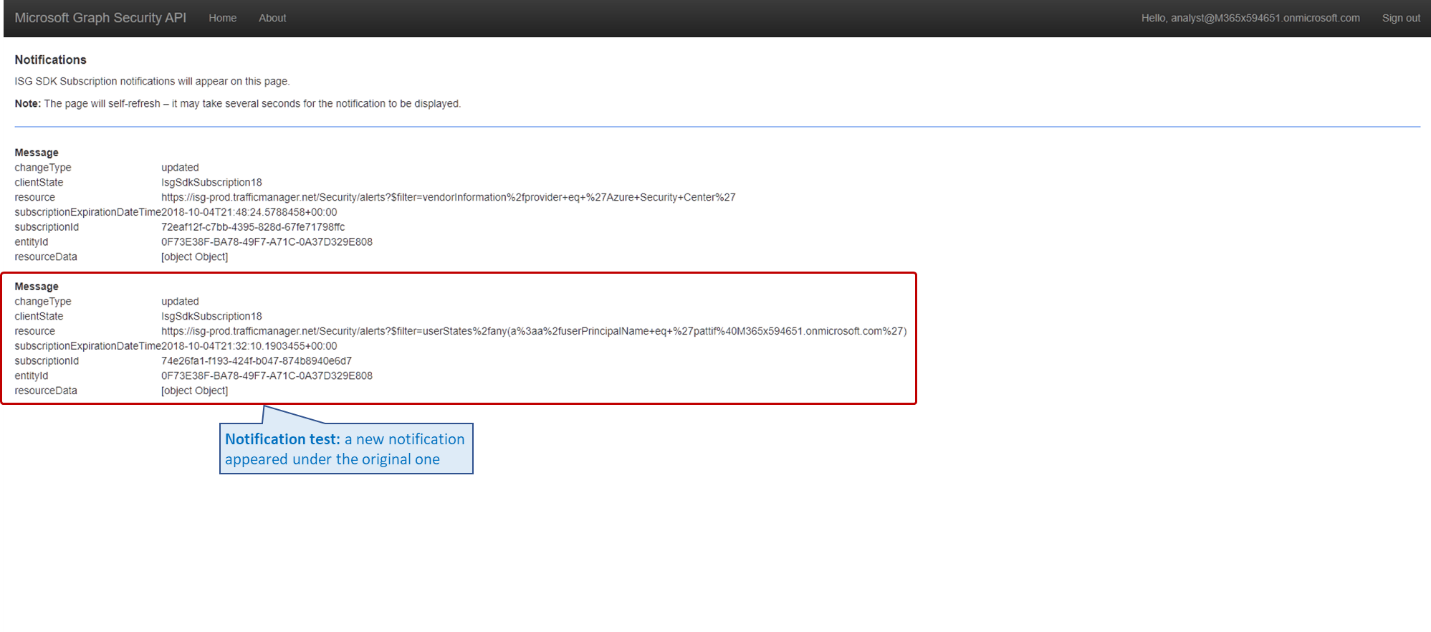 Microsoft Graph Security API Home About Hello, analyst@M365x594651.onmicrosoft.com Sign out
Notifications
ISG SDK Subscription notifications will appear on this page.
Note: The page will self-refresh – it may take several seconds for the notification to be displayed.
Message
changeType updated
clientState IsgSdkSubscription18
resource https://isg-prod.trafficmanager.net/Security/alerts?$filter=vendorInformation%2fprovider+eq+%27Azure+Security+Center%27
subscriptionExpirationDateTime2018-10-04T21:48:24.5788458+00:00
subscriptionId 72eaf12f-c7bb-4395-828d-67fe71798ffc
entityId 0F73E38F-BA78-49F7-A71C-0A37D329E808
resourceData [object Object]
Message
changeType updated
clientState IsgSdkSubscription18
resource https://isg-prod.trafficmanager.net/Security/alerts?$filter=userStates%2fany(a%3aa%2fuserPrincipalName+eq+%27pattif%40M365x594651.onmicrosoft.com%27)
subscriptionExpirationDateTime2018-10-04T21:32:10.1903455+00:00
subscriptionId 74e26fa1-f193-424f-b047-874b8940e6d7
entityId 0F73E38F-BA78-49F7-A71C-0A37D329E808
resourceData [object Object]
Notification test: a new notification
appeared under the original one